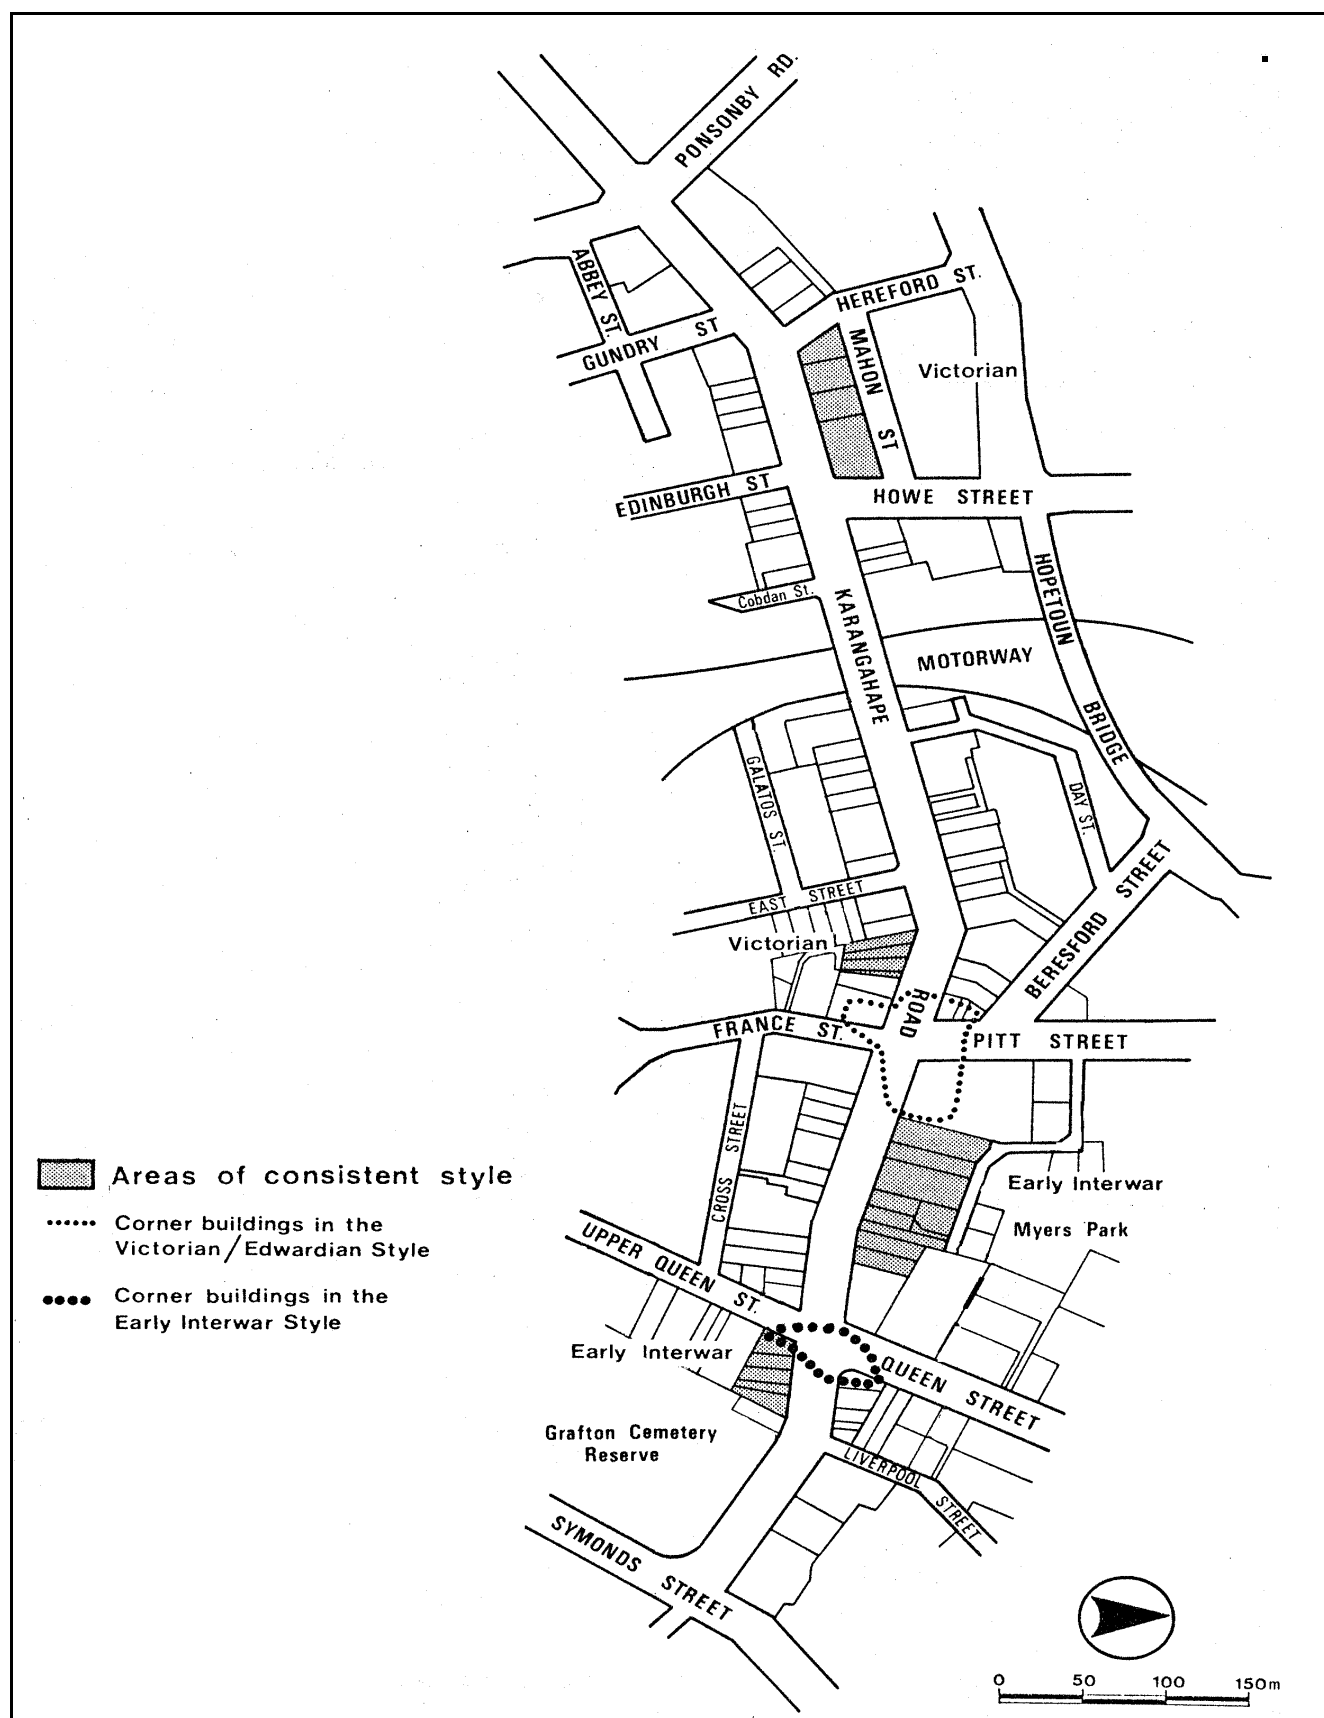 PONSONBY RD.
ABBEY ST.
HEREFORD ST.
GUNDRY ST
MAHON ST
Victorian
EDINBURGH ST
HOWE STREET
Cobdan St.
HOPETOUN BRIDGE
KARANGAHAPE ROAD
MOTORWAY
GALATOS ST.
DAY ST.
EAST STREET
BERESFORD STREET
Victorian
FRANCE ST.
PITT STREET
CROSS STREET
Areas of consistent style
Early Interwar
Corner buildings in the
Victorian/Edwardian Style
Myers Park
UPPER QUEEN ST.
Corner buildings in the
Early Interwar Style
Early Interwar
QUEEN STREET
Grafton Cemetery
Reserve
LIVERPOOL STREET
SYMONDS STREET
0 50 100 150m